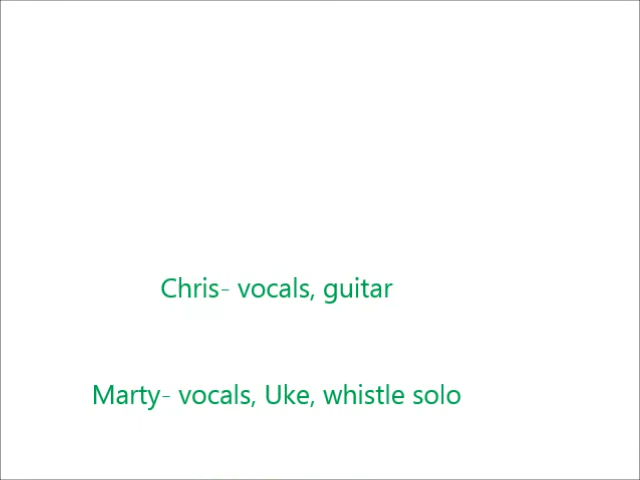 Chris- vocals, guitar
Marty- vocals, Uke, whistle solo